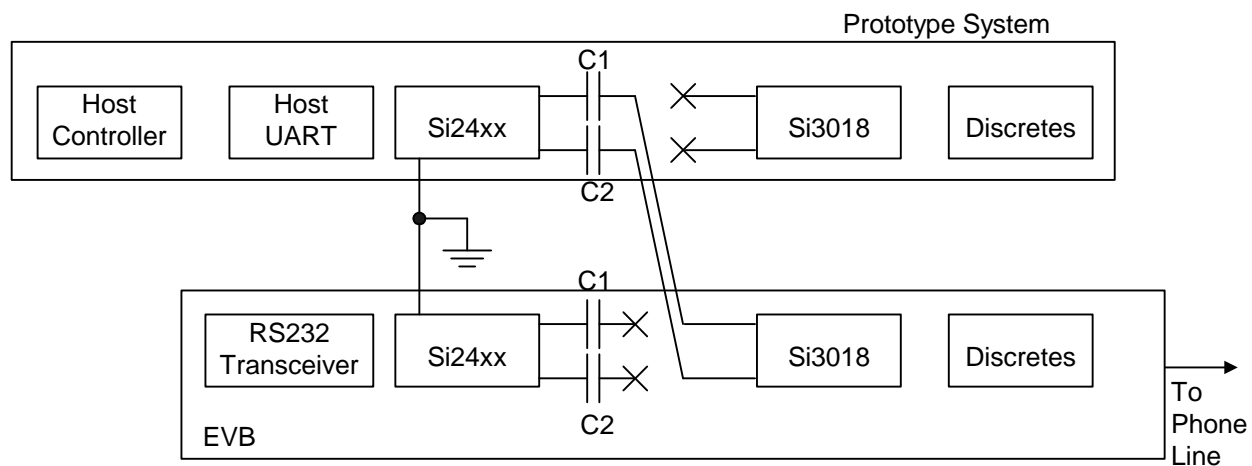 Prototype System
C1
Host
Controller
Host
UART
Si24xx
Si3018
Discretes
C2
C1
RS232
Transceiver
Si24xx
Si3018
Discretes
C2
EVB
To
Phone
Line